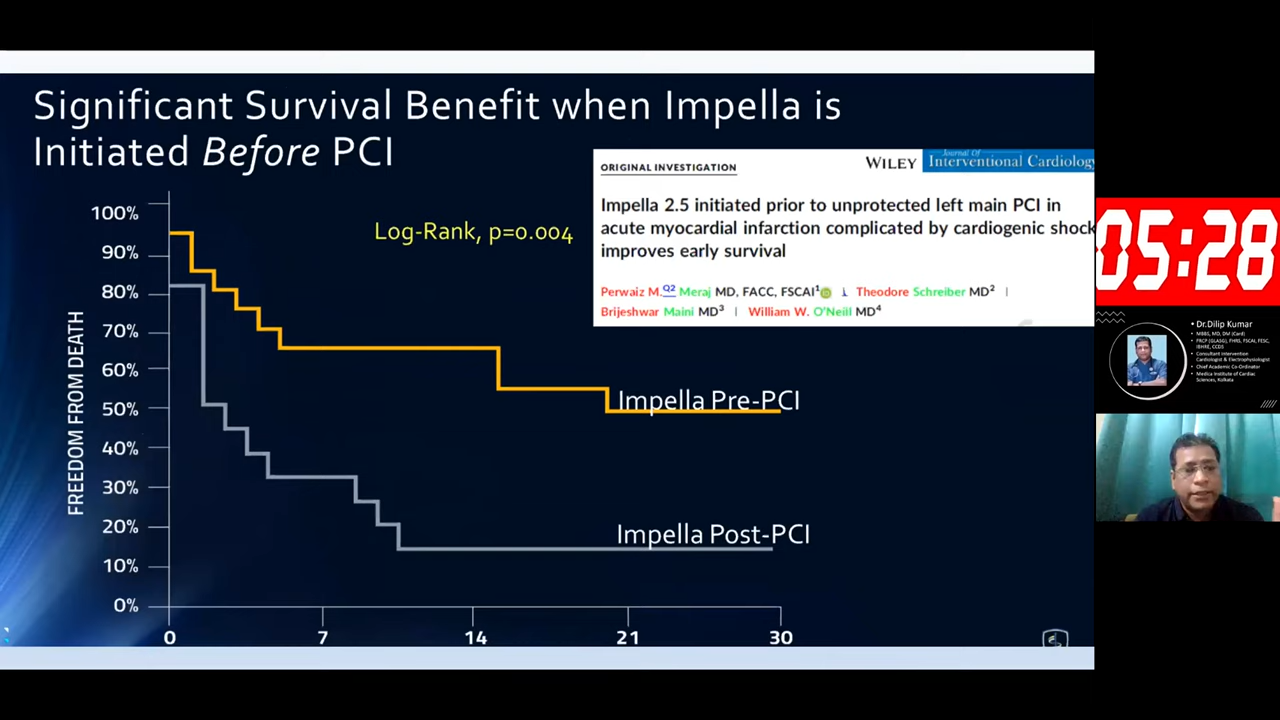 Significant Survival Benefit when Impella is
Initiated Before PCI
Log-Rank, p=0.004
ORIGINAL INVESTIGATION
WILEY
Journal Of
Interventional Cardiology
Impella 2.5 initiated prior to unprotected left main PCI in
acute myocardial infarction complicated by cardiogenic shock
improves early survival
Perwaiz M.Q2 Meraj MD, FACC, FSCAI1 | Theodore Schreiber MD2 |
Brijeshwar Maini MD3 | William W. O'Neill MD4
FREEDOM FROM DEATH
100%
90%
80%
70%
60%
50%
40%
30%
20%
10%
0%
0 7 14 21 30
Impella Pre-PCI
Impella Post-PCI
05:28
• Dr.Dilip Kumar
• MBBS, MD, DM (Card)
• FRCP (GLASG), FHRS, FSCAI, FESC,
IBHRE, CCDS
• Consultant Intervention
Cardiologist & Electrophysiologist
• Chief Academic Co-Ordinator
• Medica Institute of Cardiac
Sciences, Kolkata